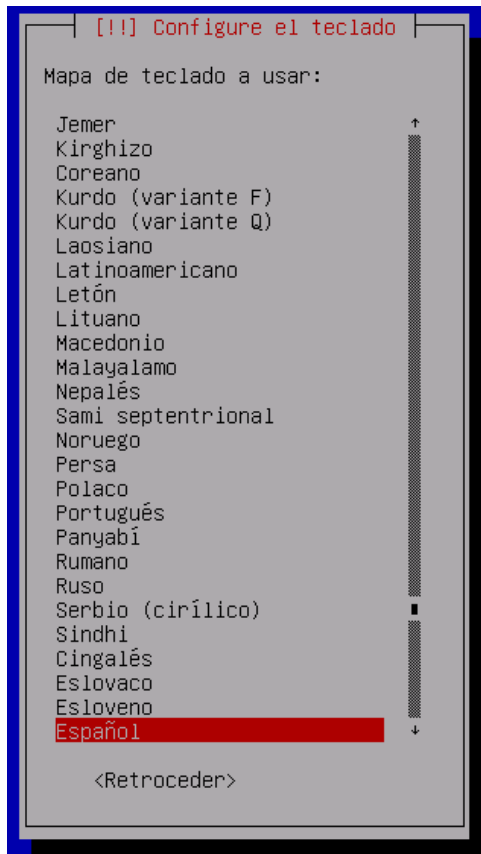 [!!] Configure el teclado
Mapa de teclado a usar:
Jemer
Kirghizo
Coreano
Kurdo (variante F)
Kurdo (variante Q)
Laosiano
Latinoamericano
Letón
Lituano
Macedonio
Malayalamo
Nepalés
Sami septentrional
Noruego
Persa
Polaco
Portugués
Panyabí
Rumano
Ruso
Serbio (cirílico)
Sindhi
Cingalés
Eslovaco
Esloveno
Español
<Retroceder>